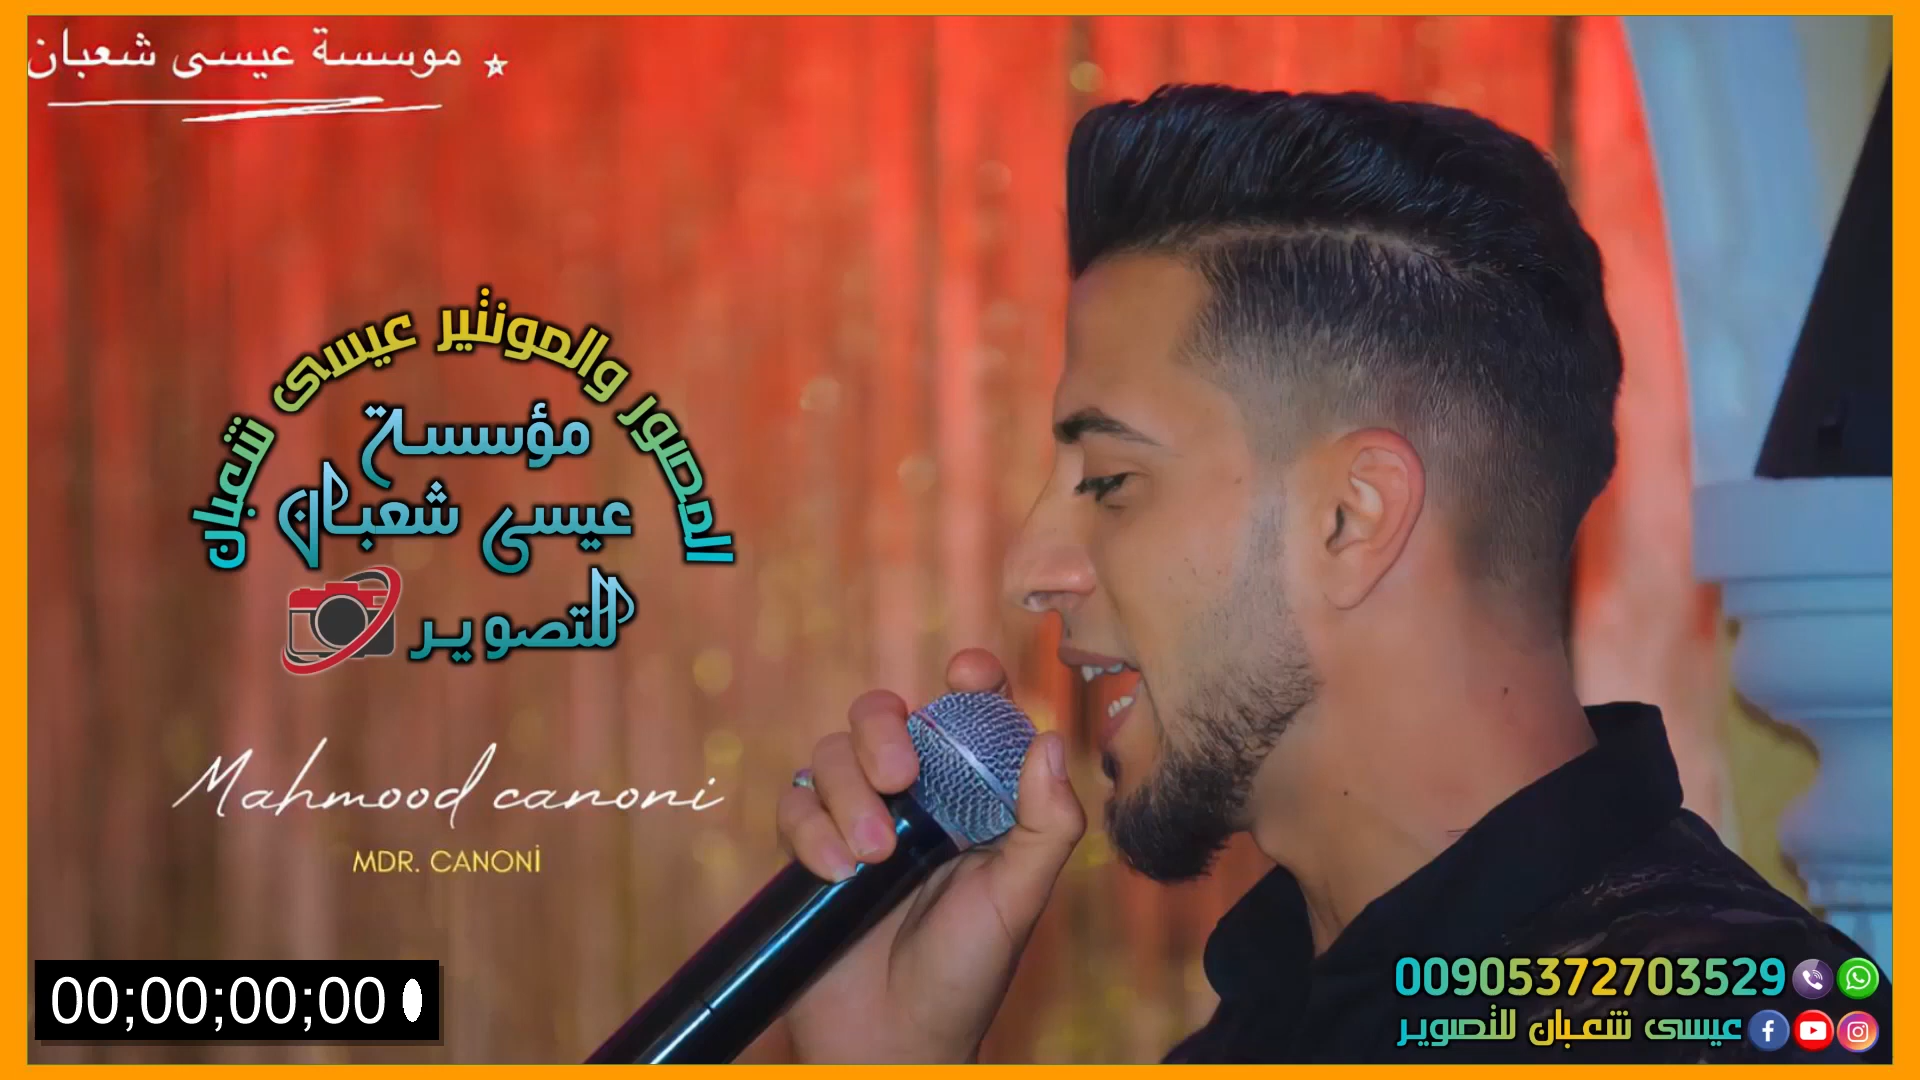 موسسة عيسى شعبان
المصور والمونتير عيسى شعبان
مؤسسة
عيسى شعبان
للتصوير
Mahmood canoni
MDR. CANONİ
00;00;00;00
00905372703529
عيسى شعبان للتصوير